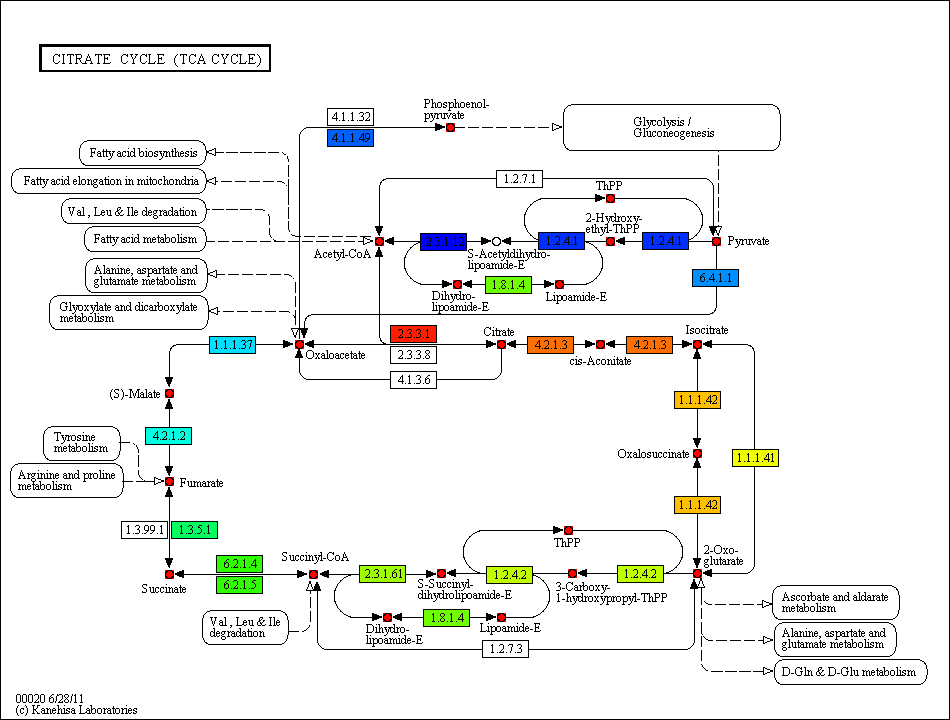 CITRATE CYCLE (TCA CYCLE)
Phosphoenol-
pyruvate
4.1.1.32
4.1.1.49
Glycolysis /
Gluconeogenesis
Fatty acid biosynthesis
Fatty acid elongation in mitochondria
1.2.7.1
ThPP
Val , Leu & Ile degradation
2-Hydroxy-
ethyl-ThPP
Fatty acid metabolism
Acetyl-CoA
2.3.1.12
S-Acetyldihydro-
lipoamide-E
1.2.4.1
1.2.4.1
Pyruvate
Alanine, aspartate and
glutamate metabolism
1.8.1.4
6.4.1.1
Dihydro-
lipoamide-E
Lipoamide-E
Glyoxylate and dicarboxylate
metabolism
1.1.1.37
Oxaloacetate
2.3.3.1
2.3.3.8
4.1.3.6
Citrate
4.2.1.3
cis-Aconitate
4.2.1.3
Isocitrate
(S)-Malate
1.1.1.42
4.2.1.2
Tyrosine
metabolism
Oxalosuccinate
1.1.1.41
Arginine and proline
metabolism
Fumarate
1.1.1.42
1.3.99.1
1.3.5.1
ThPP
2-Oxo-
glutarate
Succinate
6.2.1.4
6.2.1.5
Succinyl-CoA
2.3.1.61
S-Succinyl-
dihydrolipoamide-E
1.2.4.2
3-Carboxy-
1-hydroxypropyl-ThPP
1.2.4.2
Val , Leu & Ile
degradation
Dihydro-
lipoamide-E
1.8.1.4
Lipoamide-E
1.2.7.3
Ascorbate and aldarate
metabolism
Alanine, aspartate and
glutamate metabolism
D-Gln & D-Glu metabolism
00020 6/28/11
(c) Kanehisa Laboratories